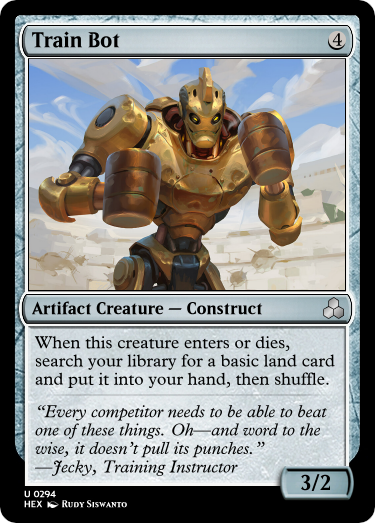 Train Bot 4
Artifact Creature — Construct
When this creature enters or dies,
search your library for a basic land card
and put it into your hand, then shuffle.
“Every competitor needs to be able to beat
one of these things. Oh—and word to the
wise, it doesn’t pull its punches.”
—Jecky, Training Instructor
3/2
U 0294
HEX Rudy Siswanto